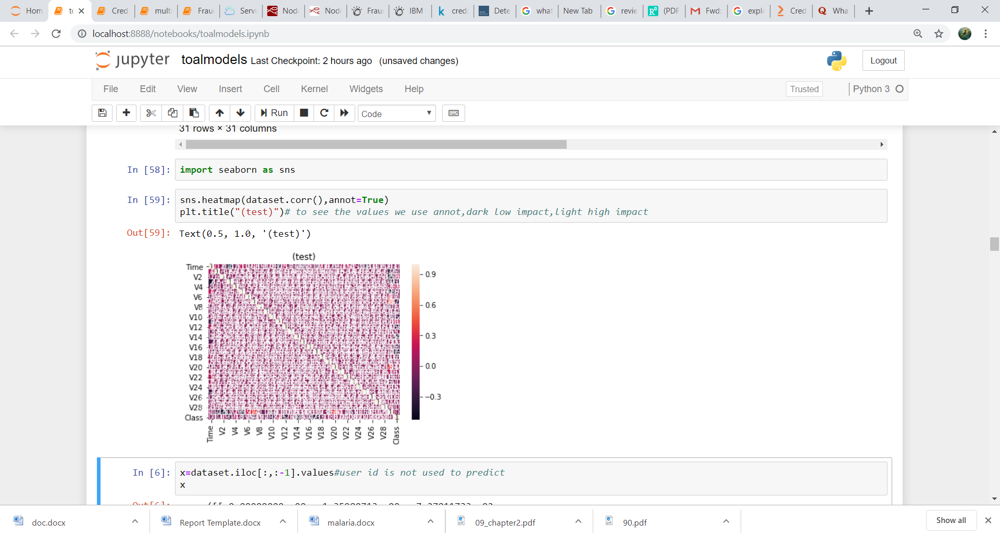 Hom
to
Cred
multi
Frau
Servi
Node
Node
Frau
IBM
credi
Dete
what
New Tab
revie
(PDF
Fwd:
explo
Cred
Wha
localhost:8888/notebooks/toalmodels.ipynb
jupyter toalmodels Last Checkpoint: 2 hours ago (unsaved changes)
Logout
File Edit View Insert Cell Kernel Widgets Help
Trusted
Python 3
Run
Code
31 rows × 31 columns
In [58]: import seaborn as sns
In [59]: sns.heatmap(dataset.corr(),annot=True)
plt.title("(test)")# to see the values we use annot,dark low impact,light high impact
Out[59]: Text(0.5, 1.0, '(test)')
(test)
Time
V2
V4
V6
V8
V10
V12
V14
V16
V18
V20
V22
V24
V26
V28
Class
Time V2 V4 V6 V8 V10 V12 V14 V16 V18 V20 V22 V24 V26 V28 Class
0.9
0.6
0.3
0.0
−0.3
In [6]: x=dataset.iloc[:,:-1].values#user id is not used to predict
x
doc.docx
Report Template.docx
malaria.docx
09_chapter2.pdf
90.pdf
Show all